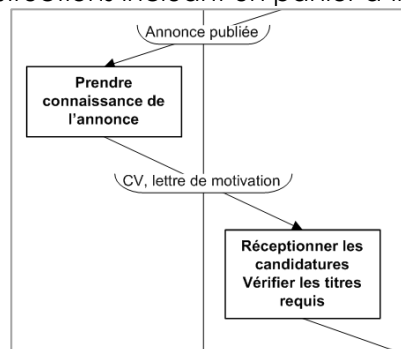 Annonce publiée
Prendre
connaissance de
l'annonce
CV, lettre de motivation
Réceptionner les
candidatures
Vérifier les titres
requis